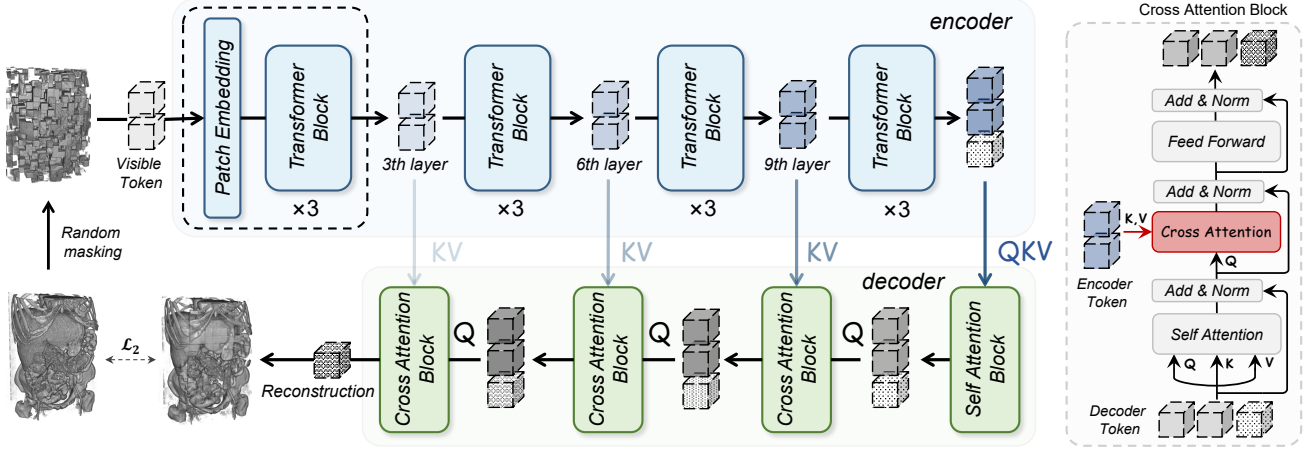 encoder
Patch Embedding
Transformer
Block
×3
Transformer
Block
×3
Transformer
Block
×3
Transformer
Block
×3
Visible
Token
3th layer
6th layer
9th layer
Random
masking
KV
KV
KV
QKV
decoder
Cross Attention
Block
Q
Cross Attention
Block
Q
Cross Attention
Block
Q
Self Attention
Block
Reconstruction
ℒ₂
Cross Attention Block
Add & Norm
Feed Forward
Add & Norm
K,V
Cross Attention
Q
Encoder
Token
Add & Norm
Self Attention
Q
K
V
Decoder
Token